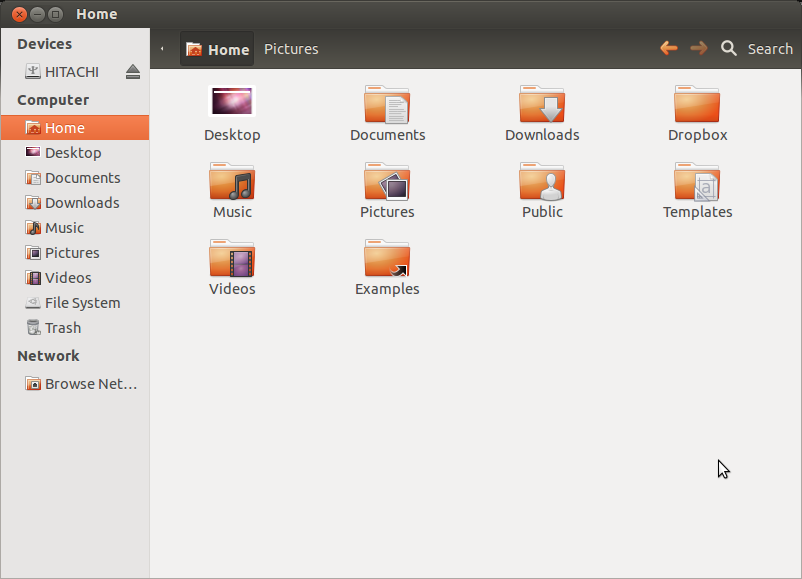 Home
Devices
HITACHI
Computer
Home
Desktop
Documents
Downloads
Music
Pictures
Videos
File System
Trash
Network
Browse Net…
Home Pictures Search
Desktop Documents Downloads Dropbox
Music Pictures Public Templates
Videos Examples